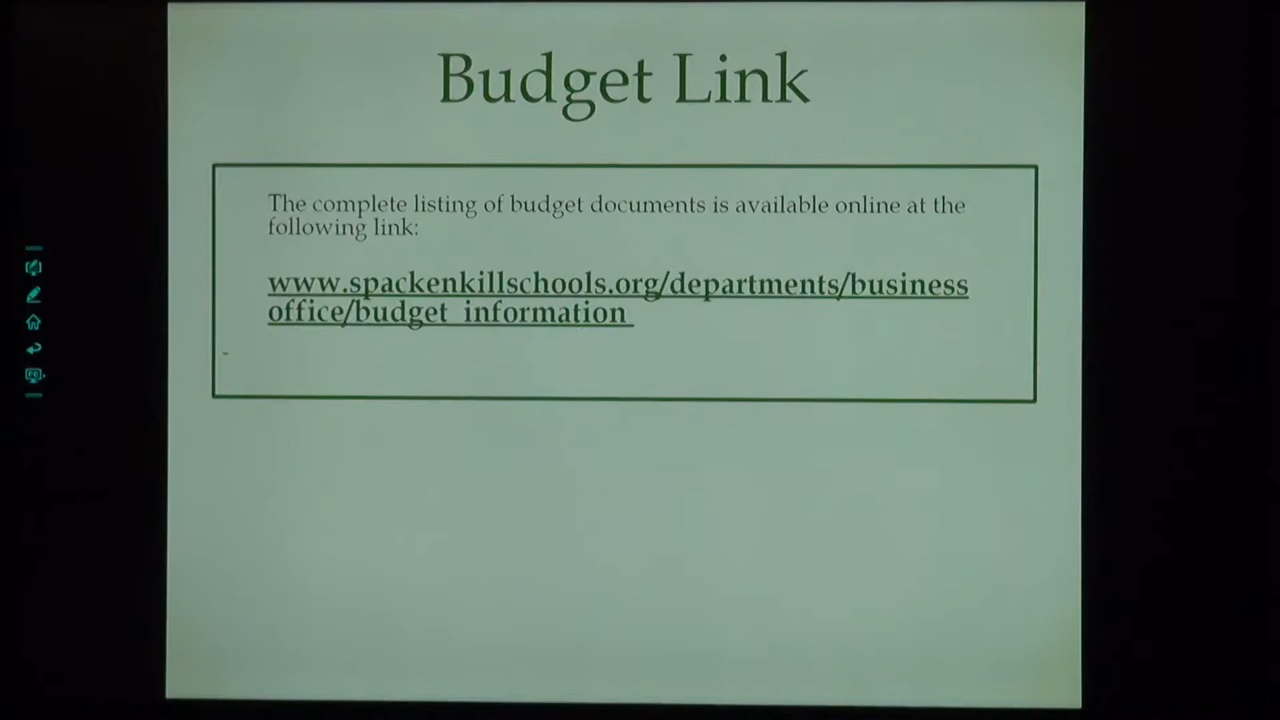 Budget Link
The complete listing of budget documents is available online at the
following link:
www.spackenkillschools.org/departments/business
office/budget_information
-